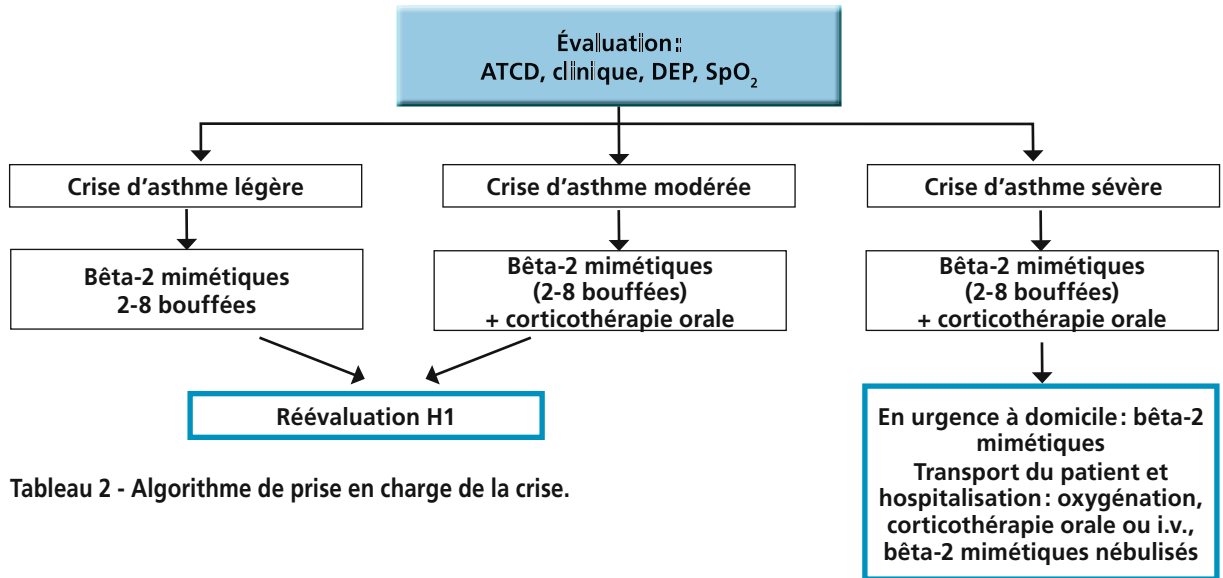 Évaluation :
ATCD, clinique, DEP, SpO₂
Crise d'asthme légère
Crise d'asthme modérée
Crise d'asthme sévère
Bêta-2 mimétiques
2-8 bouffées
Bêta-2 mimétiques
(2-8 bouffées)
+ corticothérapie orale
Bêta-2 mimétiques
(2-8 bouffées)
+ corticothérapie orale
Réévaluation H1
En urgence à domicile : bêta-2
mimétiques
Transport du patient et
hospitalisation : oxygénation,
corticothérapie orale ou i.v.,
bêta-2 mimétiques nébulisés
Tableau 2 - Algorithme de prise en charge de la crise.